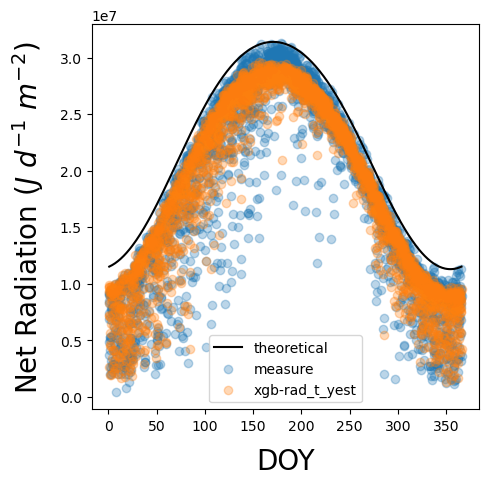 1e7
Net Radiation (J d⁻¹ m⁻²)
3.0
2.5
2.0
1.5
1.0
0.5
0.0
theoretical
measure
xgb-rad_t_yest
0 50 100 150 200 250 300 350
DOY